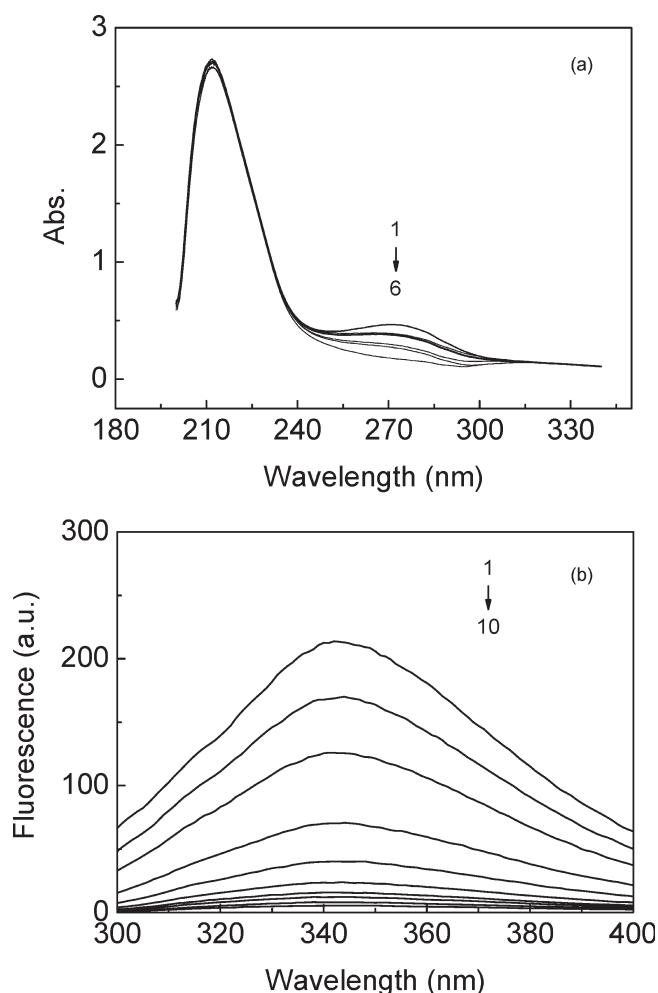 3
(a)
2
1
1
6
0
Abs.
180 210 240 270 300 330
Wavelength (nm)
300
1
(b)
10
200
100
0
Fluorescence (a.u.)
300 320 340 360 380 400
Wavelength (nm)